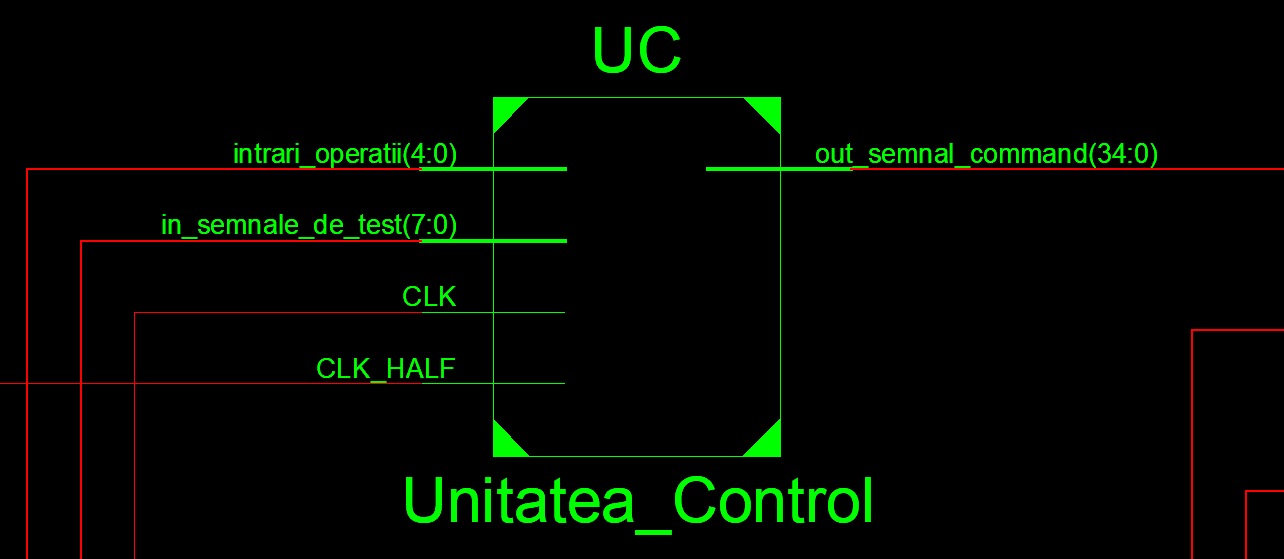 UC
intrari_operatii(4:0)
out_semnal_command(34:0)
in_semnale_de_test(7:0)
CLK
CLK_HALF
Unitatea_Control